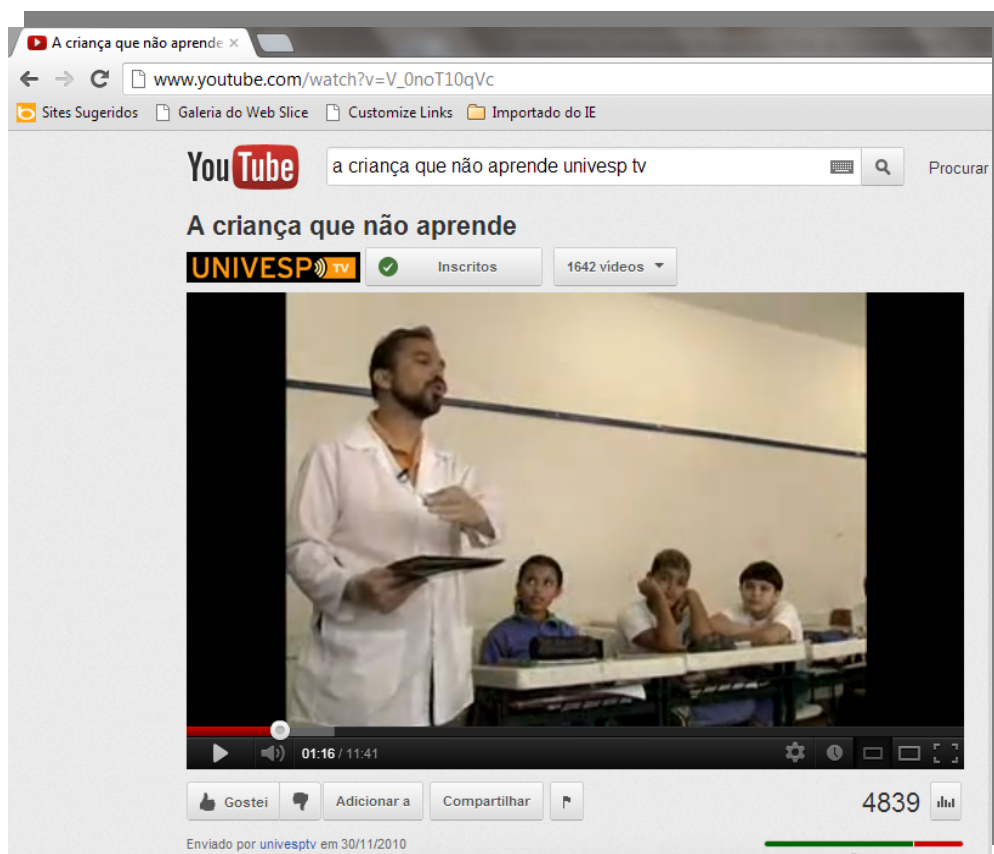 A criança que não aprende
www.youtube.com/watch?v=V_0noT10qVc
Sites Sugeridos Galeria do Web Slice Customize Links Importado do IE
You Tube a criança que não aprende univesp tv Procurar
A criança que não aprende
UNIVESP TV Inscritos 1642 vídeos
01:16 / 11:41
Gostei Adicionar a Compartilhar 4839
Enviado por univesptv em 30/11/2010